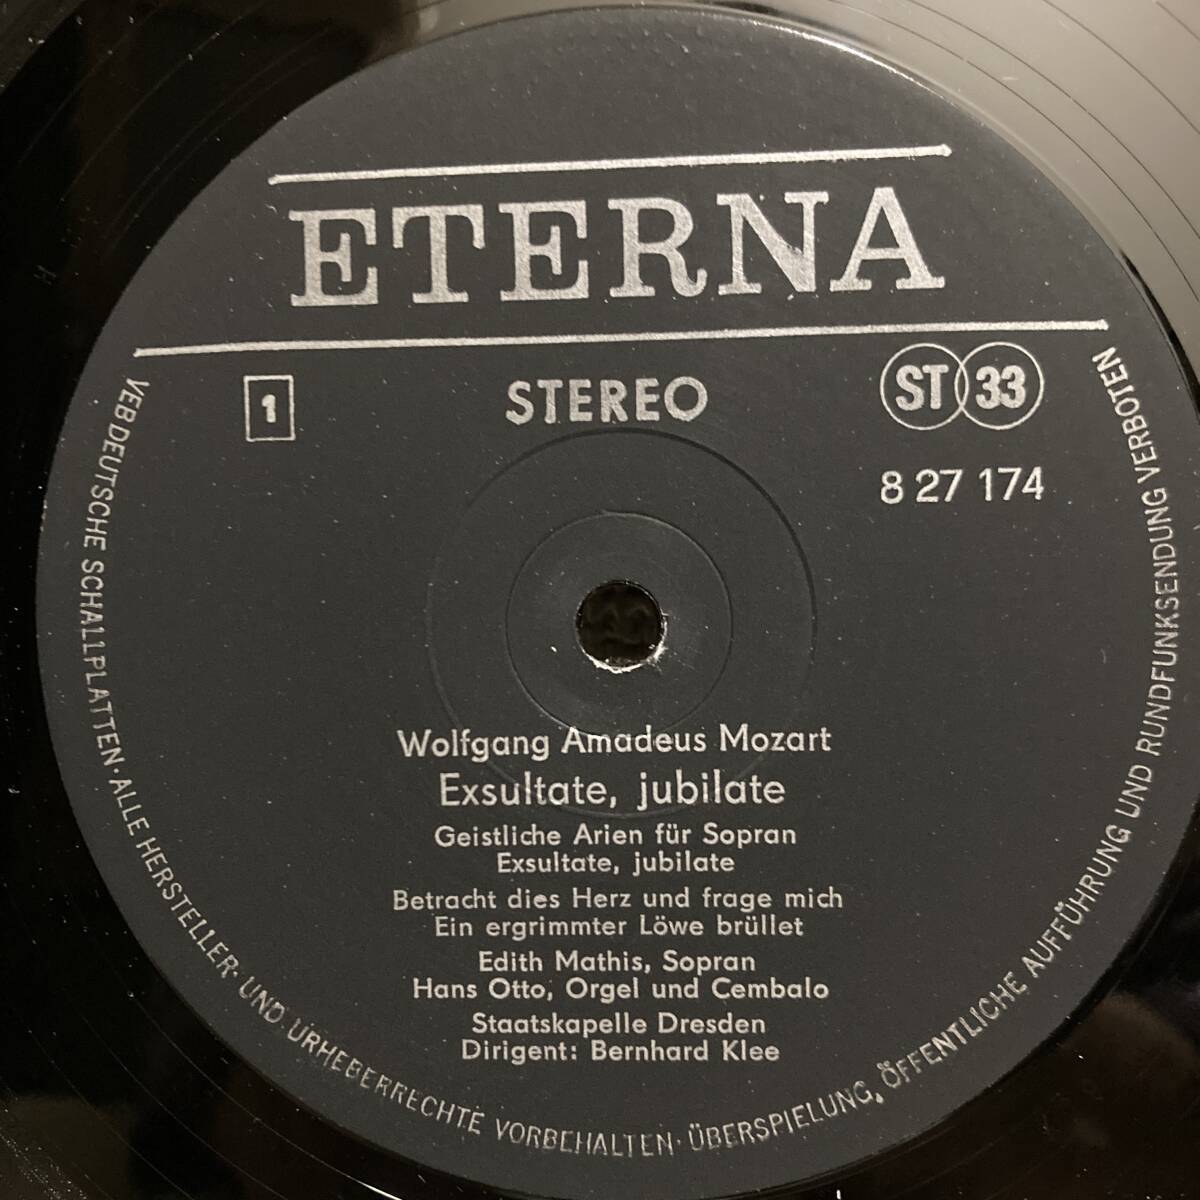 ETERNA
1
STEREO
ST 33
8 27 174
Wolfgang Amadeus Mozart
Exsultate, jubilate
Geistliche Arien für Sopran
Exsultate, jubilate
Betracht dies Herz und frage mich
Ein ergrimmter Löwe brüllet
Edith Mathis, Sopran
Hans Otto, Orgel und Cembalo
Staatskapelle Dresden
Dirigent: Bernhard Klee
VEB DEUTSCHE SCHALLPLATTEN · ALLE HERSTELLER- UND URHEBERRECHTE VORBEHALTEN · ÜBERSPIELUNG, ÖFFENTLICHE AUFFÜHRUNG UND RUNDFUNKSENDUNG VERBOTEN